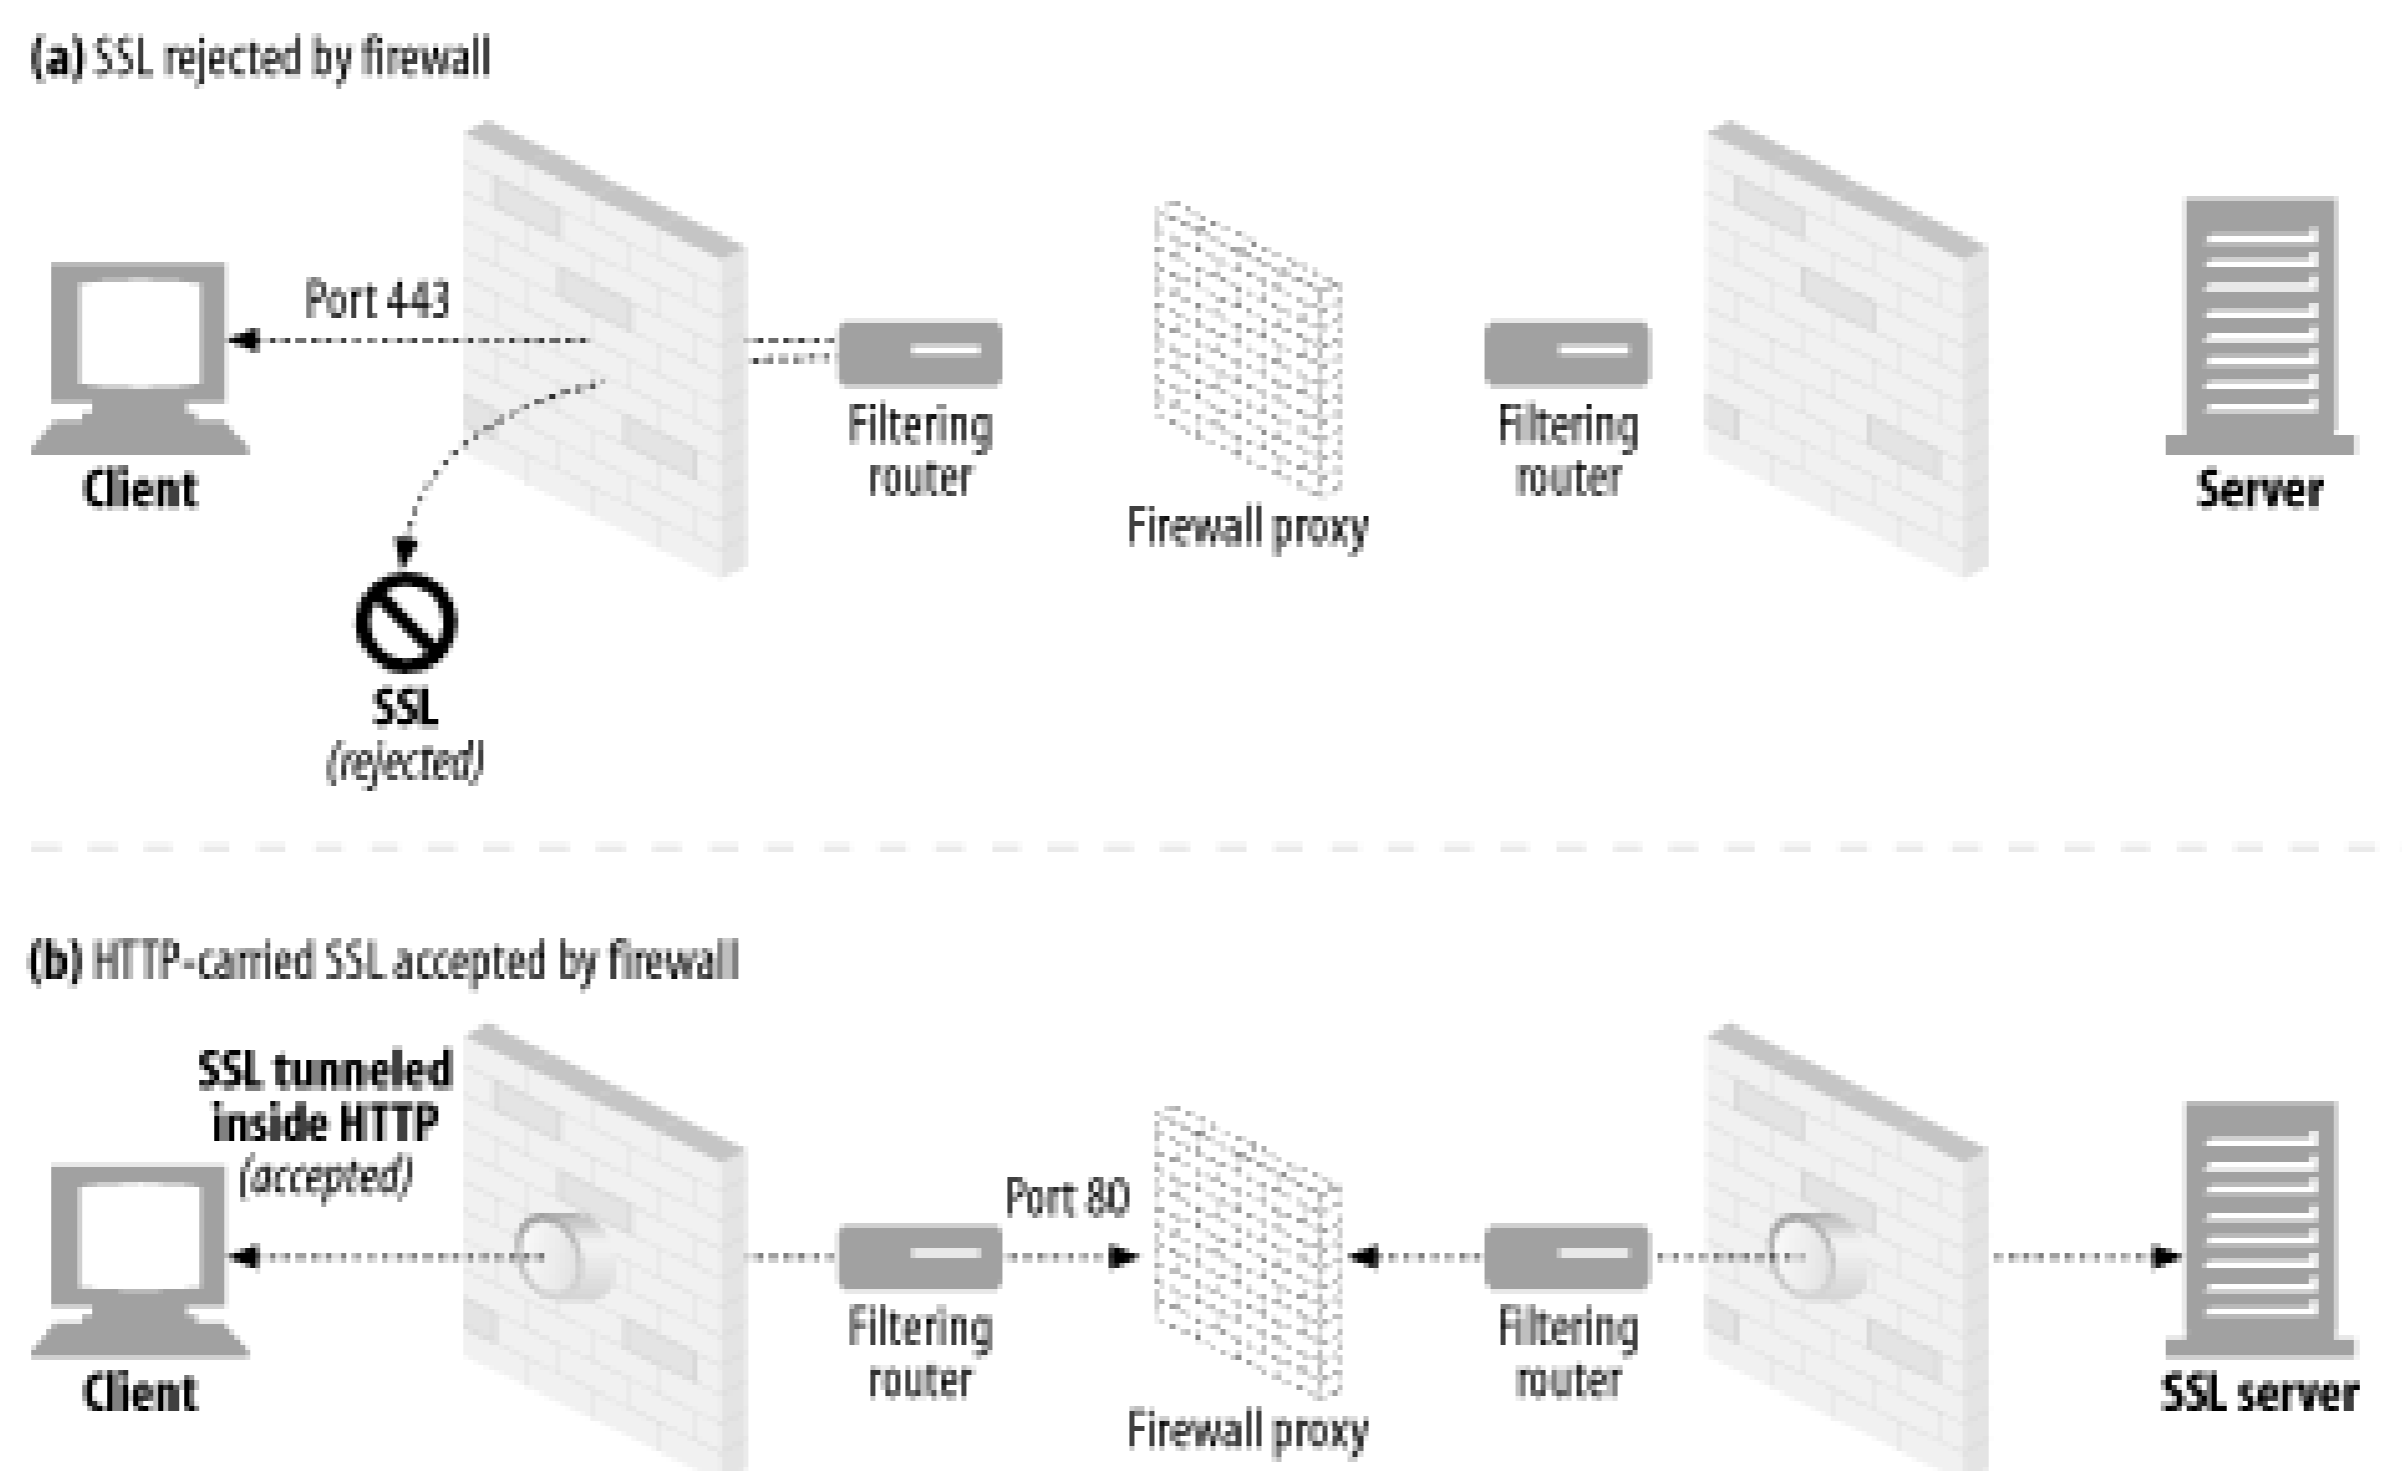 (a) SSL rejected by firewall
Port 443
Client
Filtering
router
Firewall proxy
Filtering
router
Server
SSL
(rejected)
(b) HTTP-carried SSL accepted by firewall
SSL tunneled
inside HTTP
(accepted)
Client
Filtering
router
Port 80
Firewall proxy
Filtering
router
SSL server